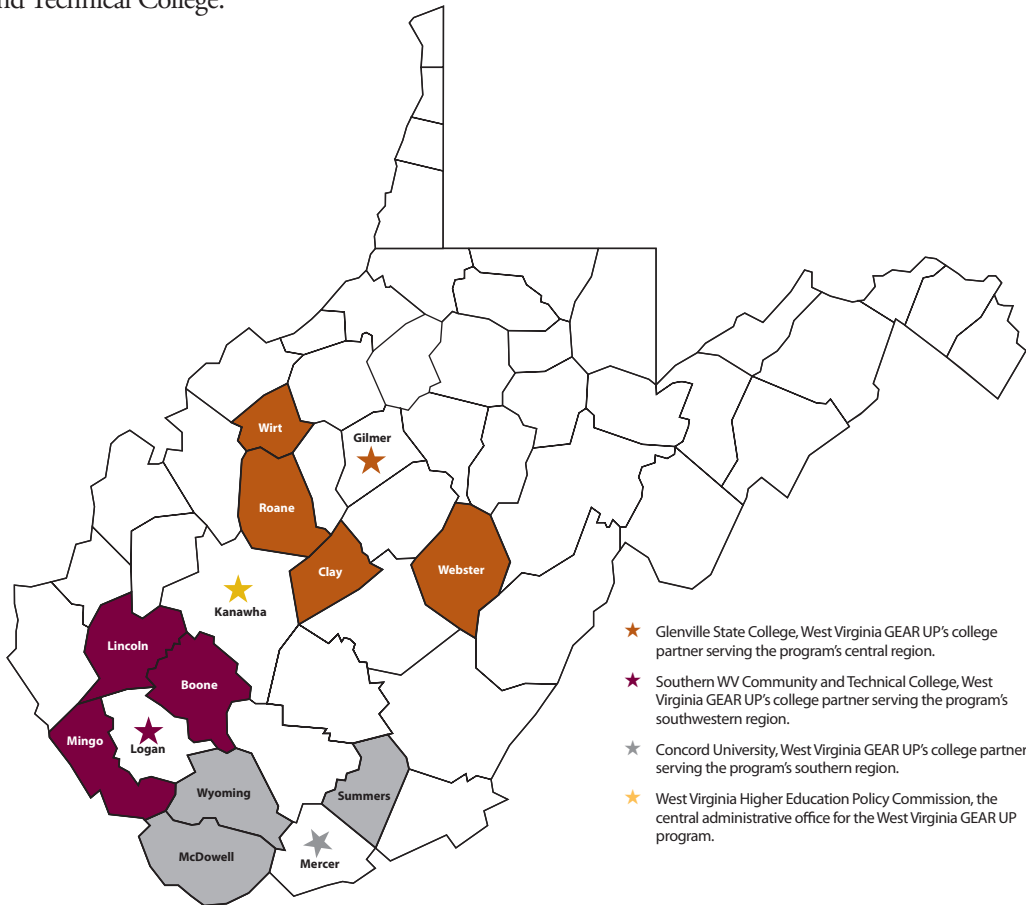 nd Technical College.
Wirt
Gilmer
Roane
Clay
Webster
Kanawha
Lincoln
Boone
Mingo
Logan
Wyoming
Summers
McDowell
Mercer
Glenville State College, West Virginia GEAR UP's college
partner serving the program's central region.
Southern WV Community and Technical College, West
Virginia GEAR UP's college partner serving the program's
southwestern region.
Concord University, West Virginia GEAR UP's college partner
serving the program's southern region.
West Virginia Higher Education Policy Commission, the
central administrative office for the West Virginia GEAR UP
program.